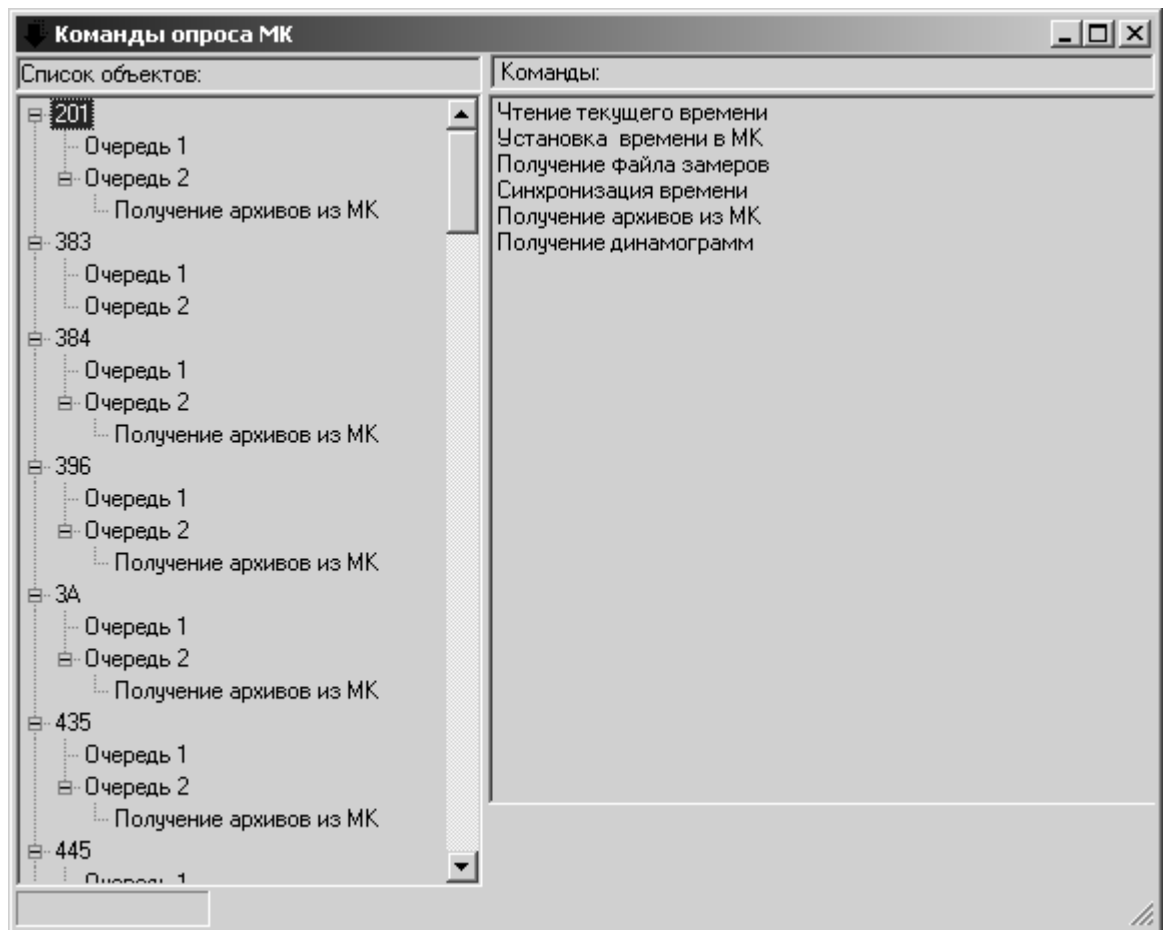 Команды опроса МК
Список объектов:
201
Очередь 1
Очередь 2
Получение архивов из МК
383
Очередь 1
Очередь 2
384
Очередь 1
Очередь 2
Получение архивов из МК
396
Очередь 1
Очередь 2
Получение архивов из МК
3А
Очередь 1
Очередь 2
Получение архивов из МК
435
Очередь 1
Очередь 2
Получение архивов из МК
445
Очередь 1
Команды:
Чтение текущего времени
Установка  времени в МК
Получение файла замеров
Синхронизация времени
Получение архивов из МК
Получение динамограмм